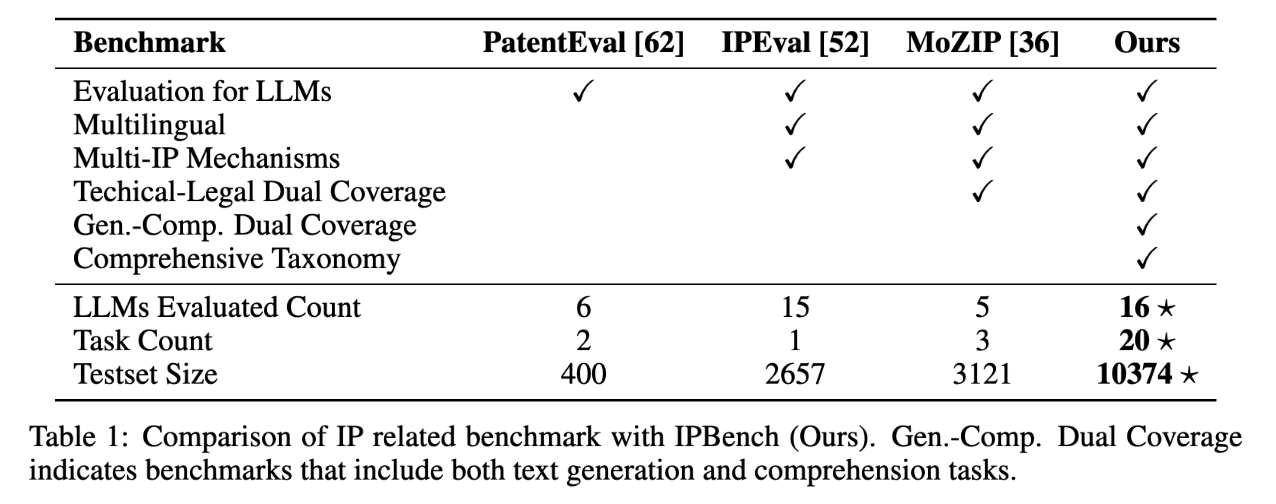 Benchmark PatentEval [62] IPEval [52] MoZIP [36] Ours
Evaluation for LLMs ✓ ✓ ✓ ✓
Multilingual ✓ ✓ ✓
Multi-IP Mechanisms ✓ ✓ ✓
Techical-Legal Dual Coverage ✓ ✓
Gen.-Comp. Dual Coverage ✓
Comprehensive Taxonomy ✓
LLMs Evaluated Count 6 15 5 16 ⋆
Task Count 2 1 3 20 ⋆
Testset Size 400 2657 3121 10374 ⋆
Table 1: Comparison of IP related benchmark with IPBench (Ours). Gen.-Comp. Dual Coverage
indicates benchmarks that include both text generation and comprehension tasks.